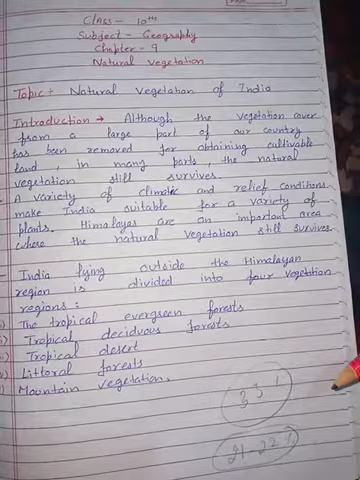 Class - 10th
Subject - Geography
Chapter - 9
Natural vegetation
Topic : Natural vegetation of India
Introduction → Although the vegetation cover
from a large part of our country
has been removed for obtaining cultivable
land, in many parts, the natural
vegetation still survives.
- A variety of climatic and relief conditions
make India suitable for a variety of
plants. Himalayas are an important area
where the natural vegetation still survives.
- India lying outside the Himalayan
region is divided into four vegetation
regions :
The tropical evergreen forests
Tropical deciduous forests
Tropical desert
Littoral forests
Mountain vegetation.